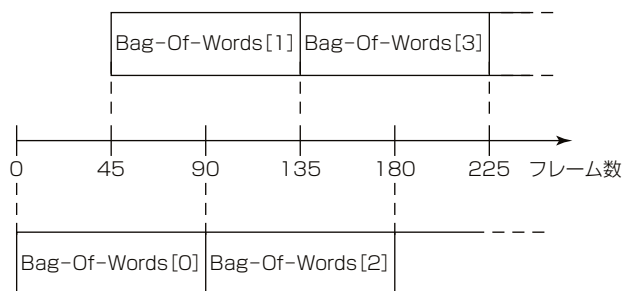 Bag-Of-Words[1] Bag-Of-Words[3]
0 45 90 135 180 225 フレーム数
Bag-Of-Words[0] Bag-Of-Words[2]